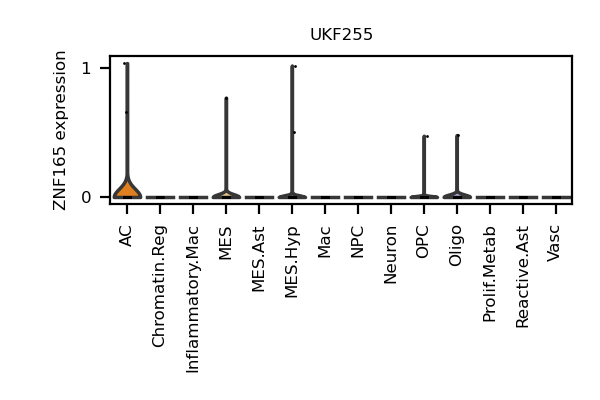 UKF255
ZNF165 expression
1
0
AC
Chromatin.Reg
Inflammatory.Mac
MES
MES.Ast
MES.Hyp
Mac
NPC
Neuron
OPC
Oligo
Prolif.Metab
Reactive.Ast
Vasc